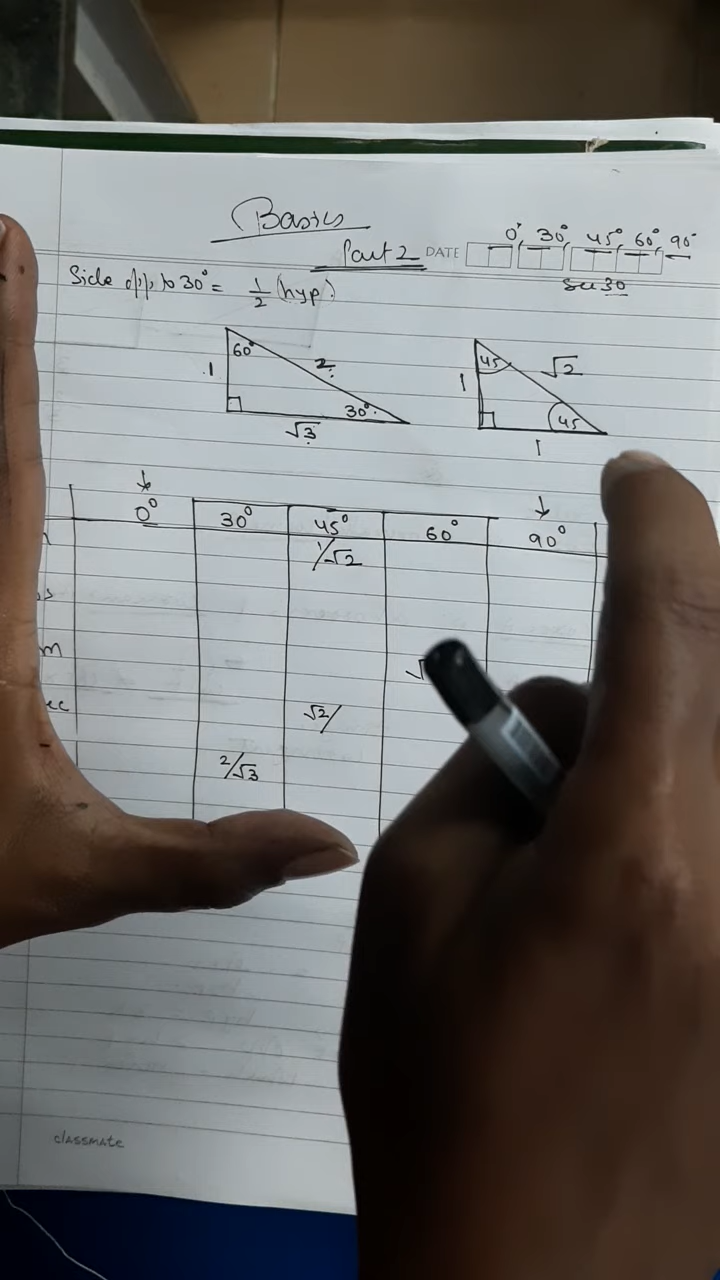 Basics
Part 2 DATE 0°, 30°, 45° 60°, 90°
Sec 30
Side opp to 30° = 1/2 (hyp)
60° 45
1 2 1 √2
30° 45
√3 1
0° 30° 45° 60° 90°
1/√2
m √
ec √2/
2/√3
classmate